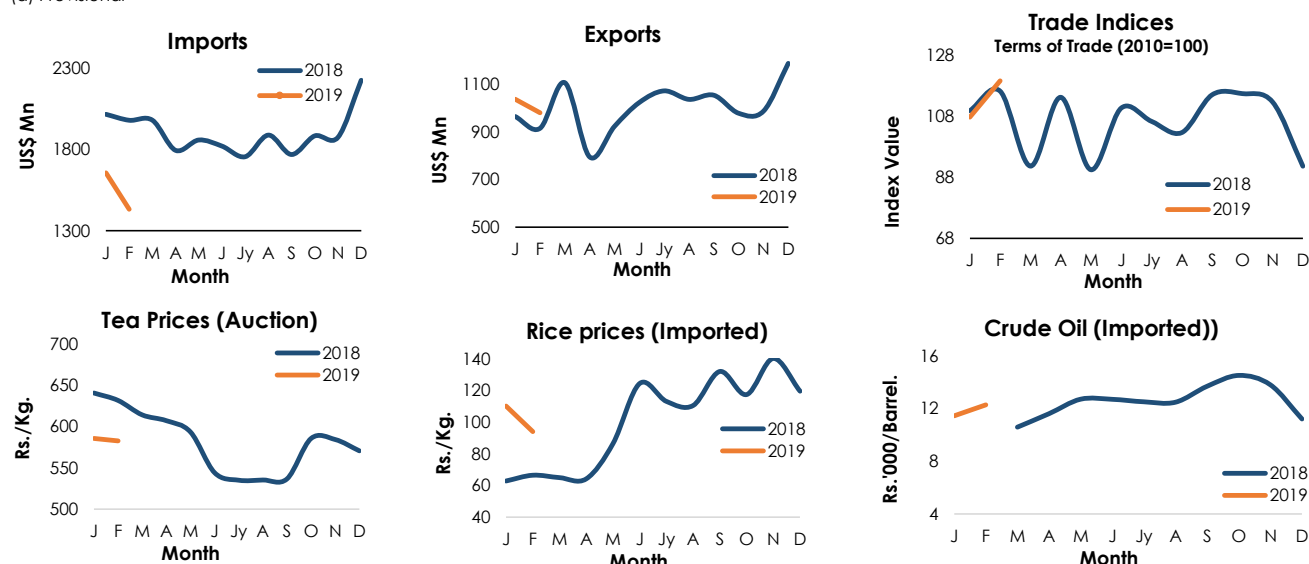 (a) Provisional
Imports
US$ Mn
2300
1800
1300
2018
2019
J F M A M J Jy A S O N D
Month
Exports
US$ Mn
1100
900
700
500
2018
2019
J F M A M J Jy A S O N D
Month
Trade Indices
Terms of Trade (2010=100)
Index Value
128
108
88
68
2018
2019
J F M A M J Jy A S O N D
Month
Tea Prices (Auction)
Rs./Kg.
700
650
600
550
500
2018
2019
J F M A M J Jy A S O N D
Month
Rice prices (Imported)
Rs./Kg.
140
120
100
80
60
40
2018
2019
J F M A M J Jy A S O N D
Month
Crude Oil (Imported))
Rs.'000/Barrel.
16
12
8
4
2018
2019
J F M A M J Jy A S O N D
Month